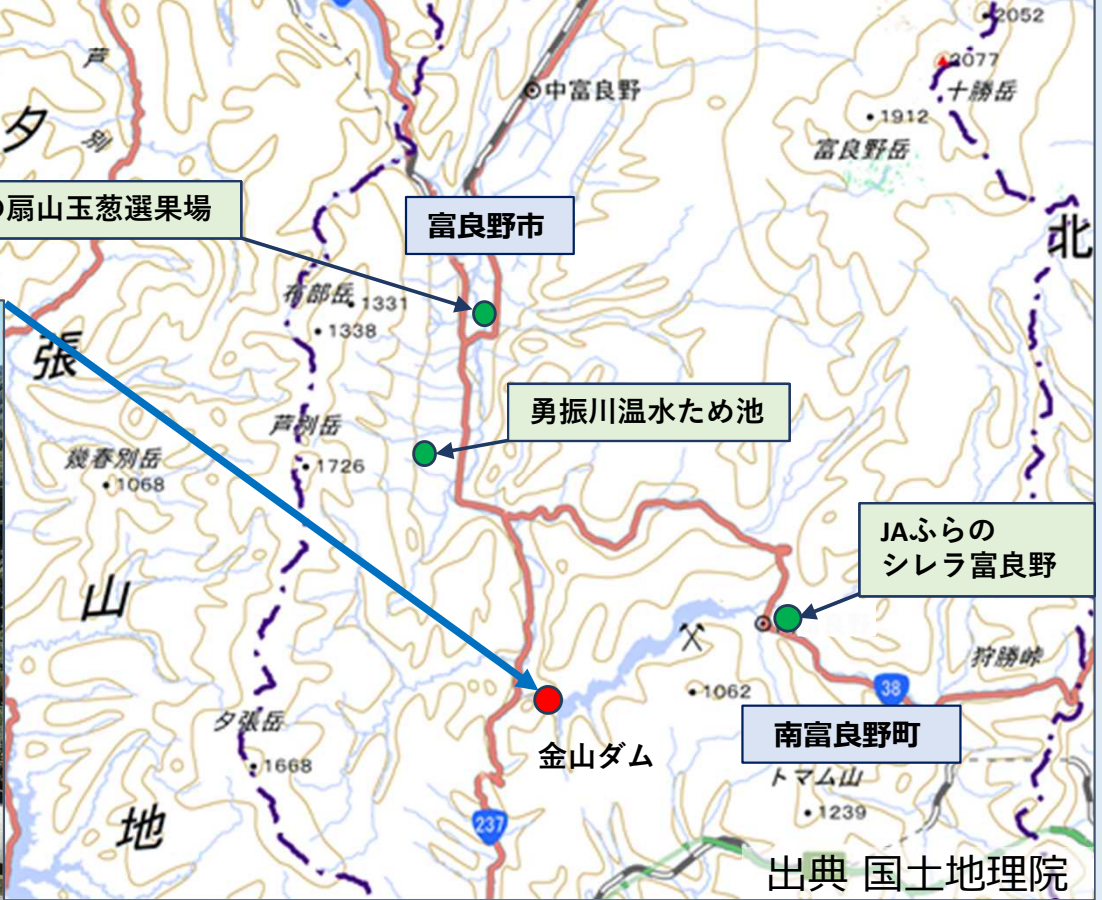 2052
2077
十勝岳
中富良野
1912
富良野岳
芦
別
夕
の扇山玉葱選果場
富良野市
北
布部岳
1331
1338
張
勇振川温水ため池
芦別岳
1726
幾春別岳
1068
JAふらの
シレラ富良野
山
狩勝峠
38
1062
南富良野町
夕張岳
金山ダム
1668
トマム山
1239
地
237
出典 国土地理院